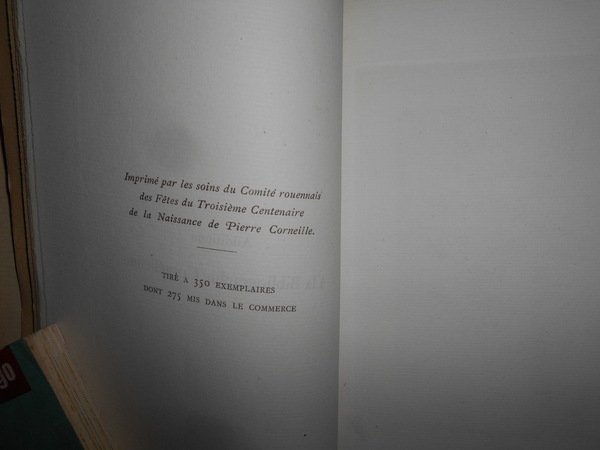 Imprimé par les soins du Comité rouennais
des Fêtes du Troisième Centenaire
de la Naissance de Pierre Corneille.
TIRÉ A 350 EXEMPLAIRES
DONT 275 MIS DANS LE COMMERCE
90